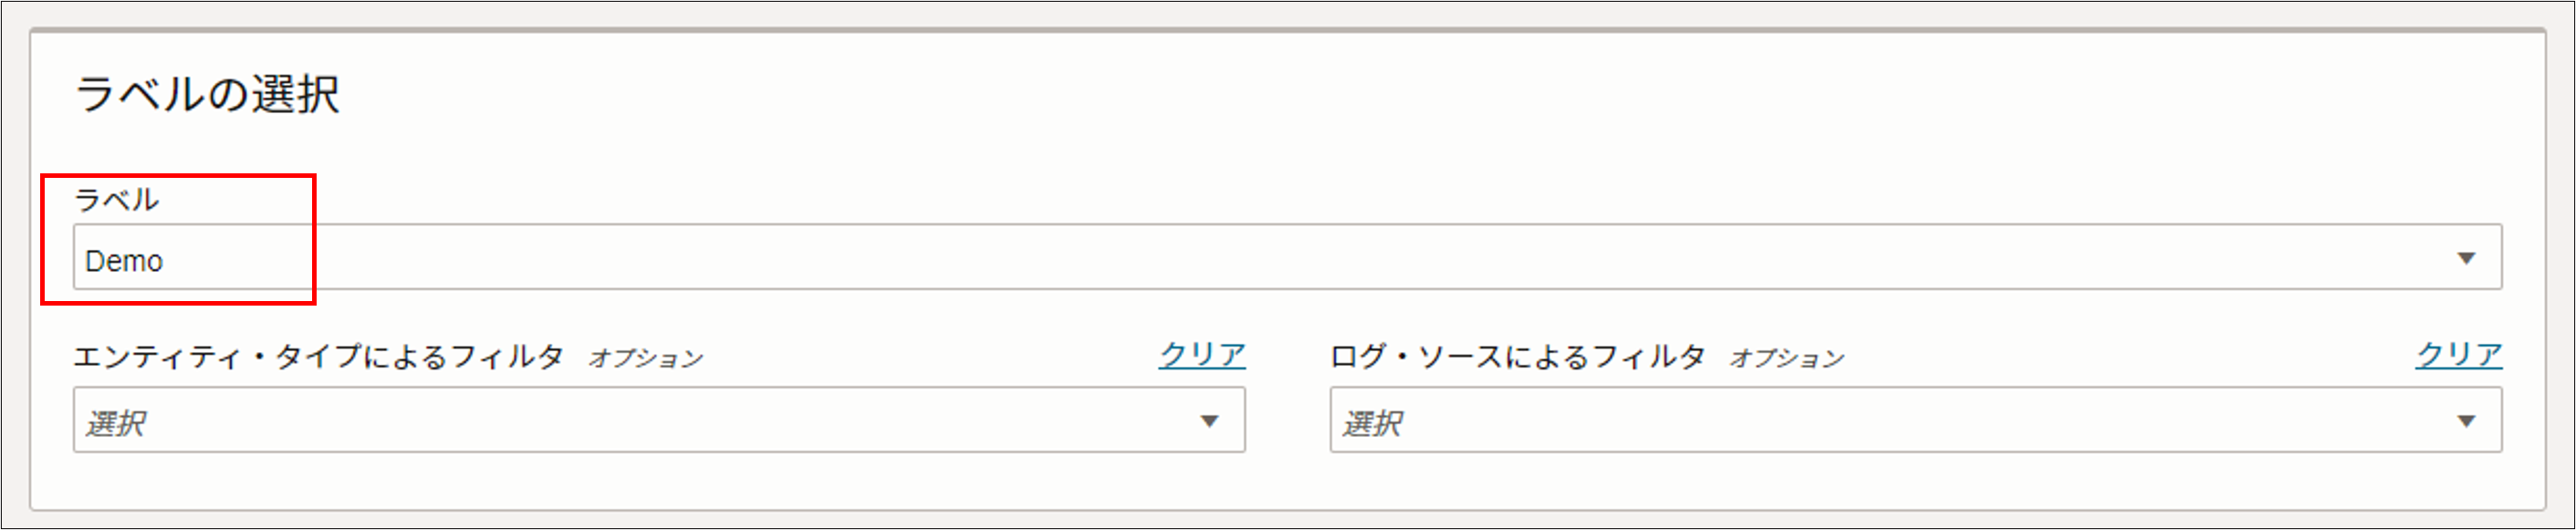 ラベルの選択
ラベル
Demo
エンティティ・タイプによるフィルタ オプション クリア
選択
ログ・ソースによるフィルタ オプション クリア
選択